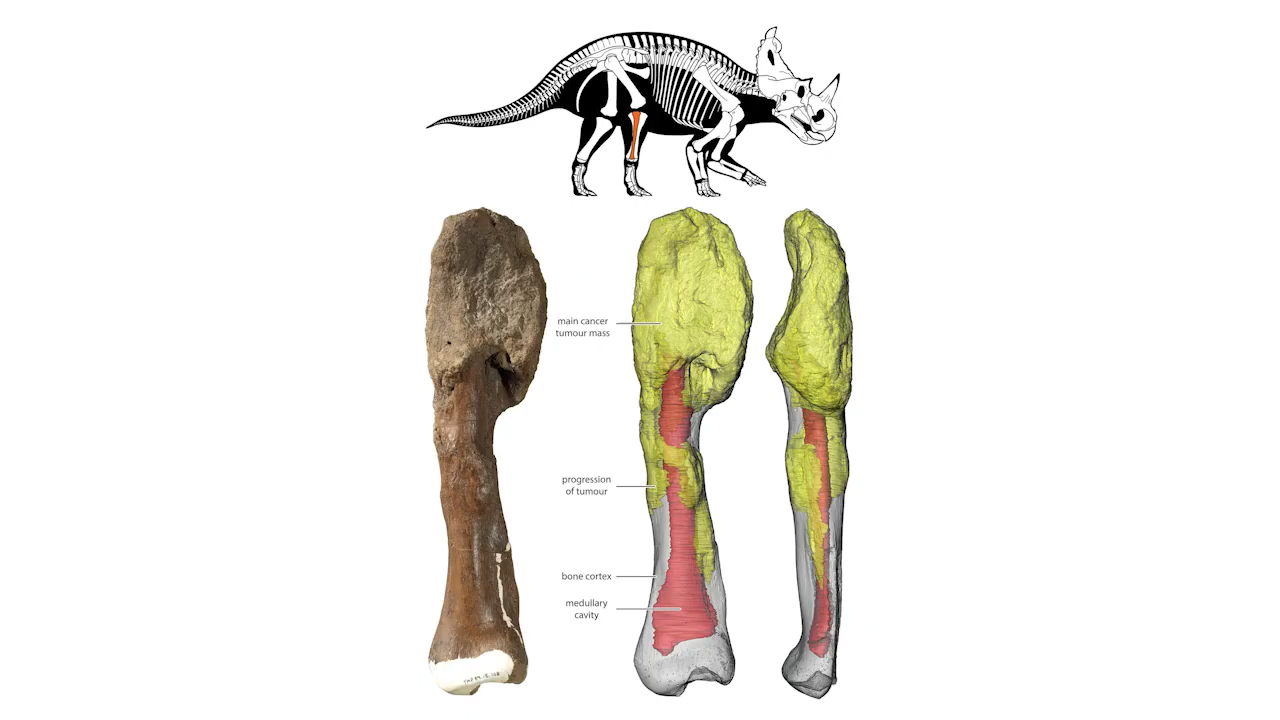 main cancer
tumour mass
progression
of tumour
bone cortex
medullary
cavity